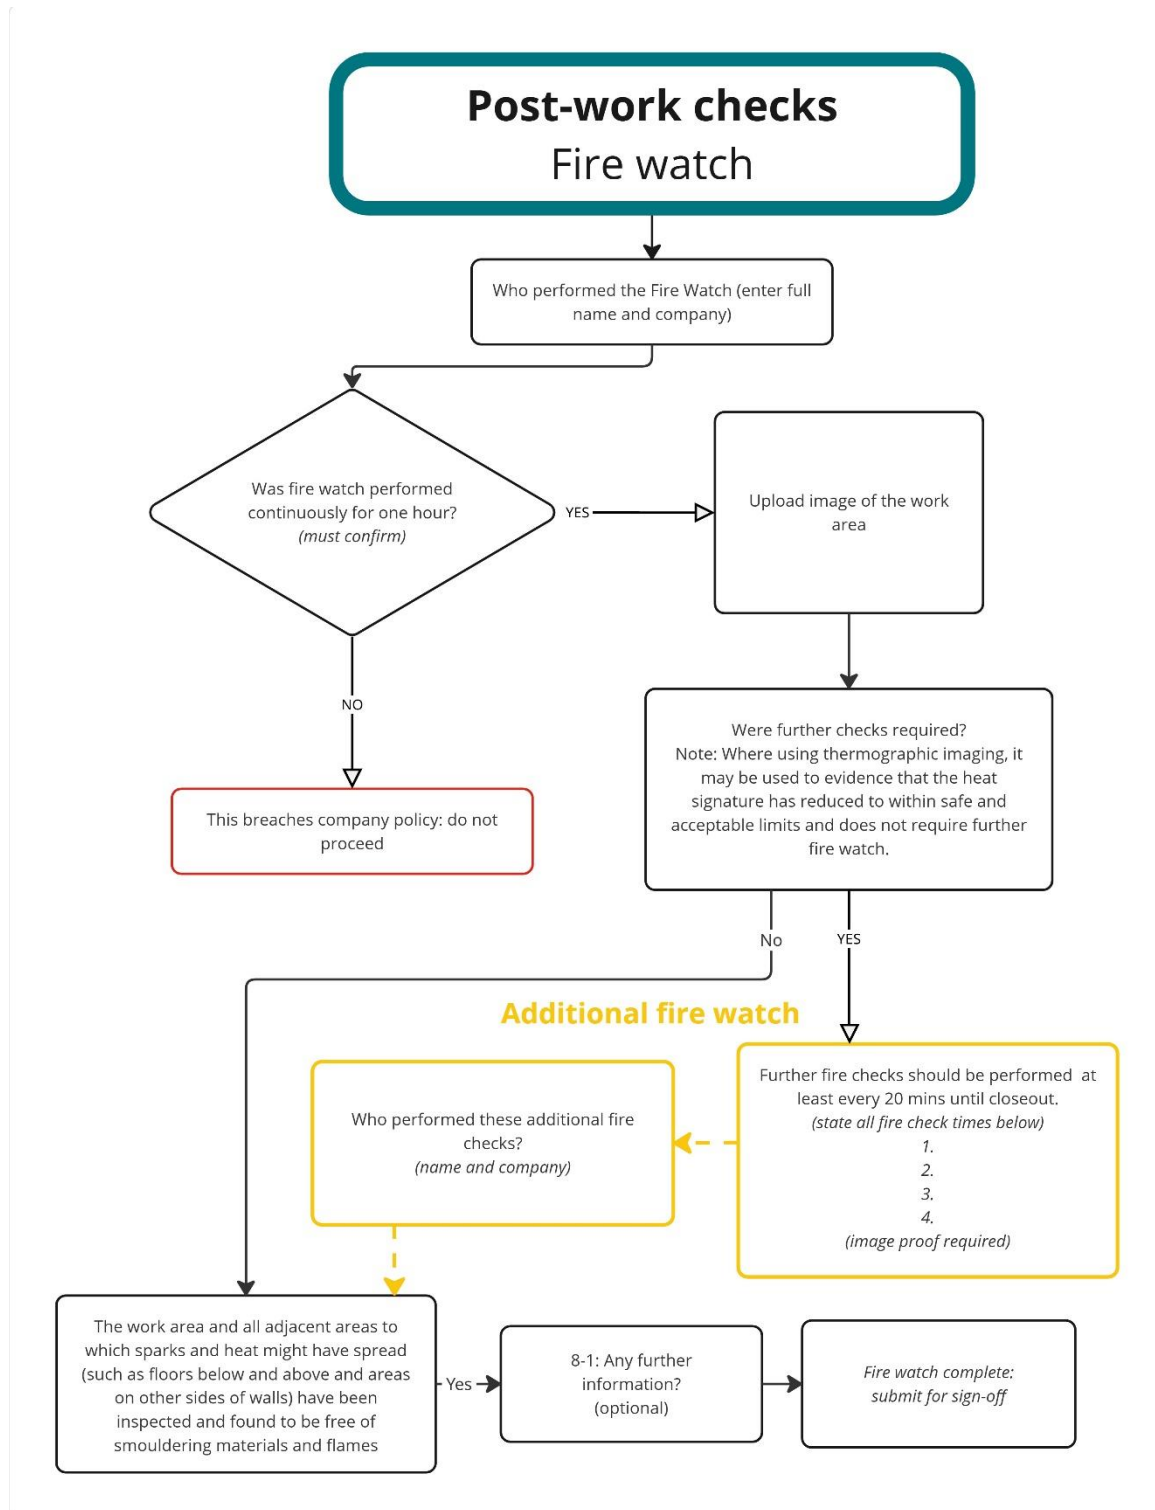 Post-work checks
Fire watch
Who performed the Fire Watch (enter full
name and company)
Was fire watch performed
continuously for one hour?
(must confirm)
YES
Upload image of the work
area
NO
This breaches company policy: do not
proceed
Were further checks required?
Note: Where using thermographic imaging, it
may be used to evidence that the heat
signature has reduced to within safe and
acceptable limits and does not require further
fire watch.
No
YES
Additional fire watch
Further fire checks should be performed at
least every 20 mins until closeout.
(state all fire check times below)
1.
2.
3.
4.
(image proof required)
Who performed these additional fire
checks?
(name and company)
The work area and all adjacent areas to
which sparks and heat might have spread
(such as floors below and above and areas
on other sides of walls) have been
inspected and found to be free of
smouldering materials and flames
Yes
8-1: Any further
information?
(optional)
Fire watch complete:
submit for sign-off